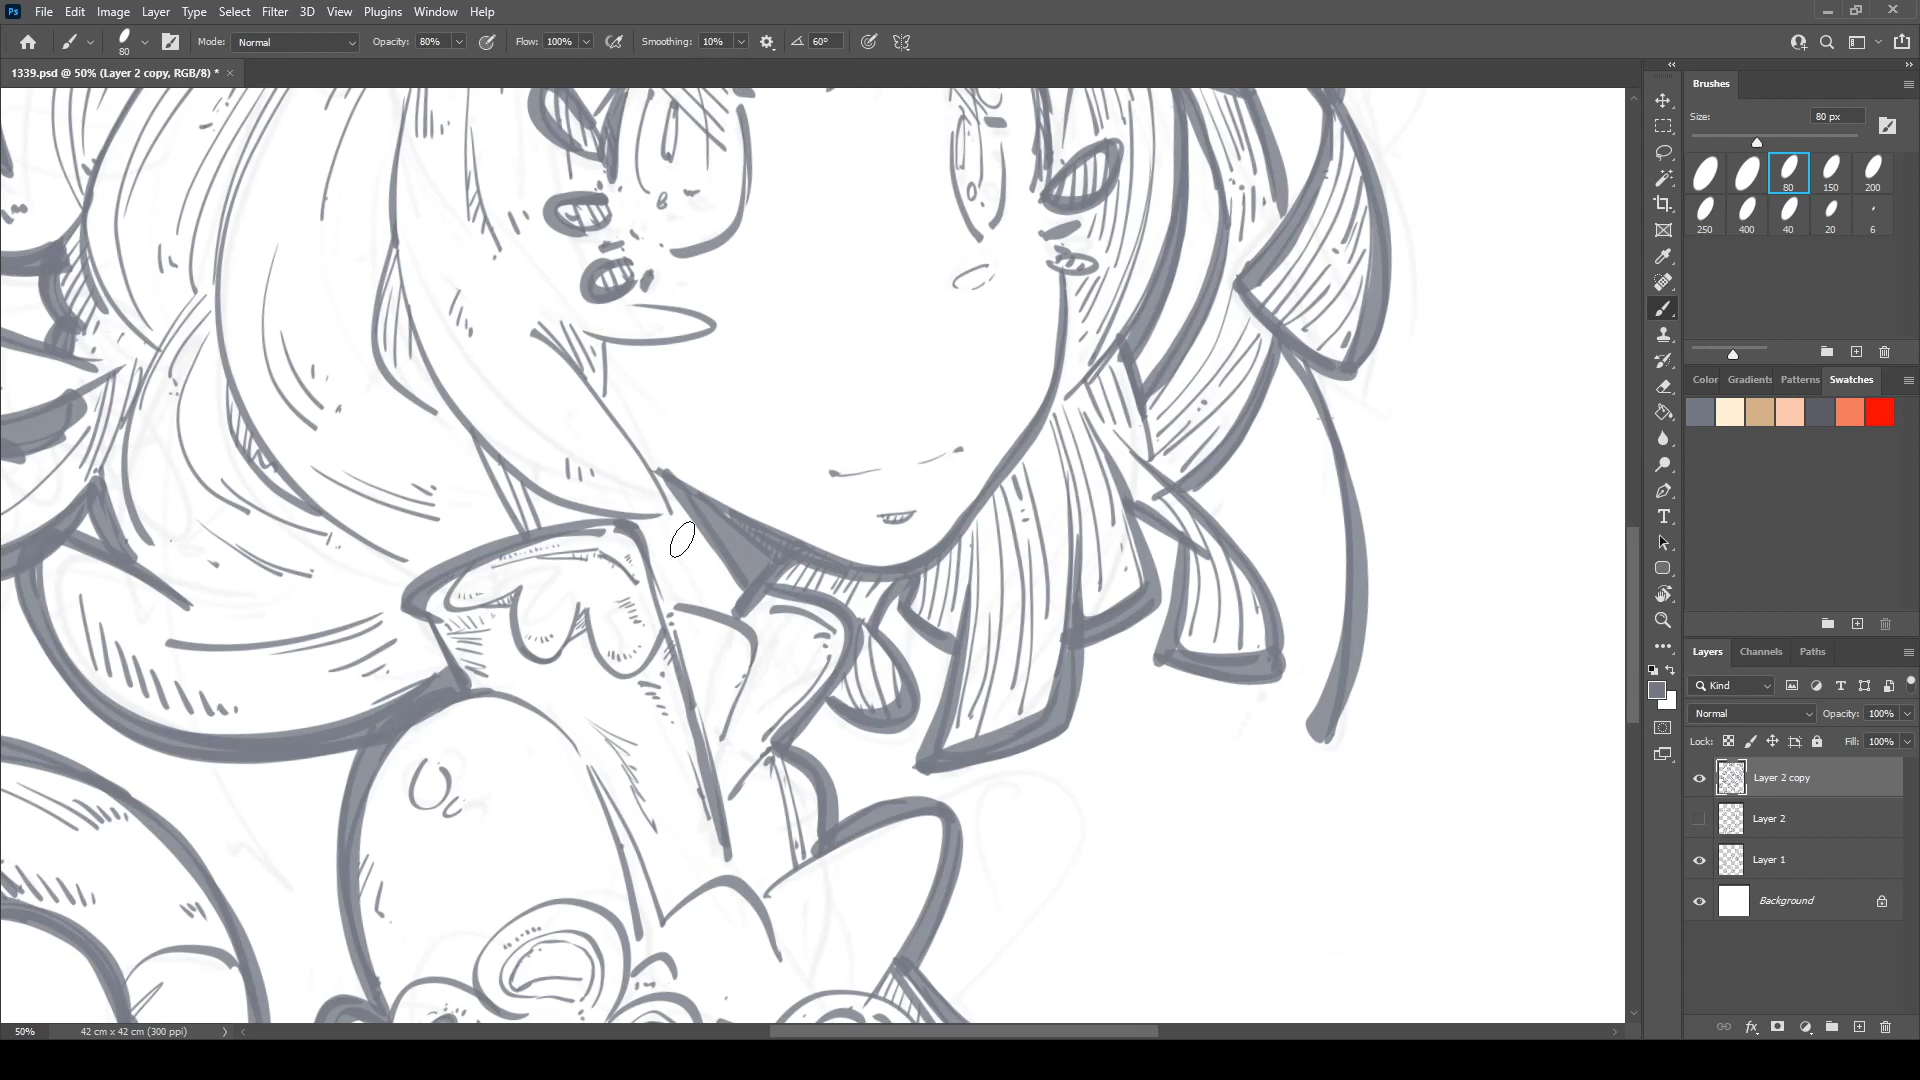 Ps File Edit Image Layer Type Select Filter 3D View Plugins Window Help
80 Mode: Normal Opacity: 80% Flow: 100% Smoothing: 10% 60°
1339.psd @ 50% (Layer 2 copy, RGB/8) *
Brushes
Size: 80 px
80 150 200
250 400 40 20 6
Color Gradients Patterns Swatches
Layers Channels Paths
Kind
Normal Opacity: 100%
Lock: Fill: 100%
Layer 2 copy
Layer 2
Layer 1
Background
50% 42 cm x 42 cm (300 ppi)